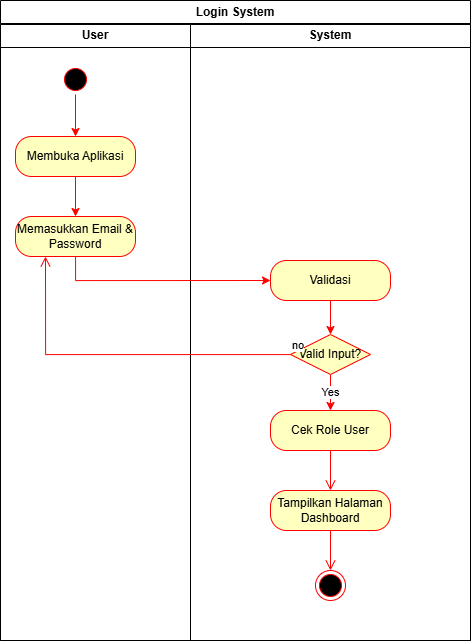 Login System
User
System
Membuka Aplikasi
Memasukkan Email &
Password
Validasi
no
Valid Input?
Yes
Cek Role User
Tampilkan Halaman
Dashboard